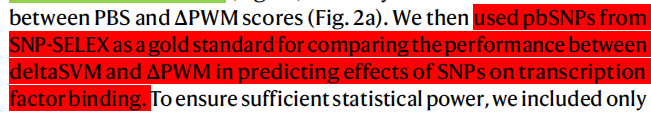 between PBS and ΔPWM scores (Fig. 2a). We then used pbSNPs from
SNP-SELEX as a gold standard for comparing the performance between
deltaSVM and ΔPWM in predicting effects of SNPs on transcription
factor binding. To ensure sufficient statistical power, we included only